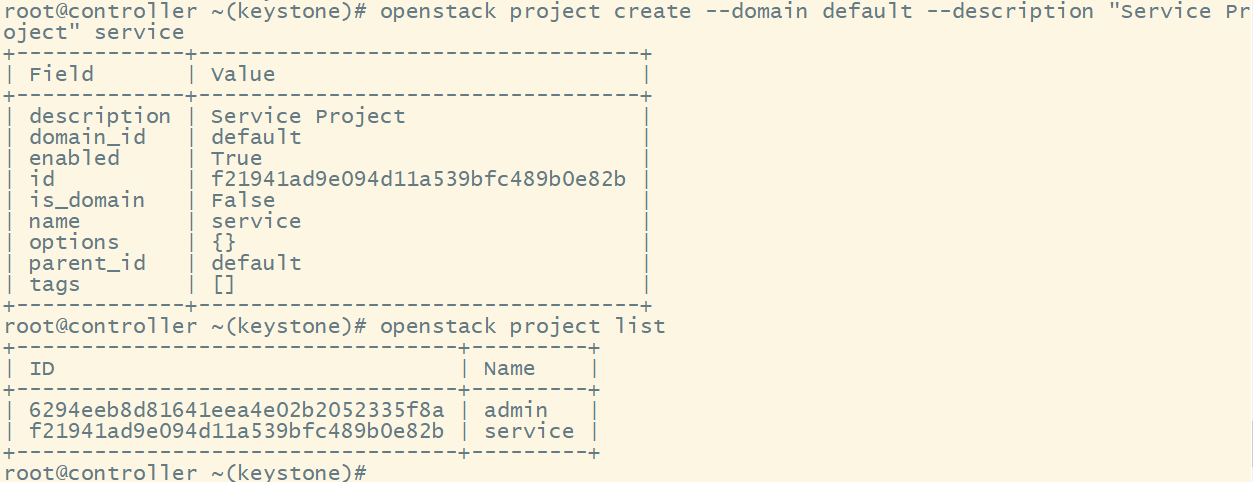 root@controller ~(keystone)# openstack project create --domain default --description "Service Pr
oject" service
+-------------+----------------------------------+
| Field       | Value                            |
+-------------+----------------------------------+
| description | Service Project                  |
| domain_id   | default                          |
| enabled     | True                             |
| id          | f21941ad9e094d11a539bfc489b0e82b |
| is_domain   | False                            |
| name        | service                          |
| options     | {}                               |
| parent_id   | default                          |
| tags        | []                               |
+-------------+----------------------------------+
root@controller ~(keystone)# openstack project list
+----------------------------------+---------+
| ID                               | Name    |
+----------------------------------+---------+
| 6294eeb8d81641eea4e02b2052335f8a | admin   |
| f21941ad9e094d11a539bfc489b0e82b | service |
+----------------------------------+---------+
root@controller ~(keystone)#